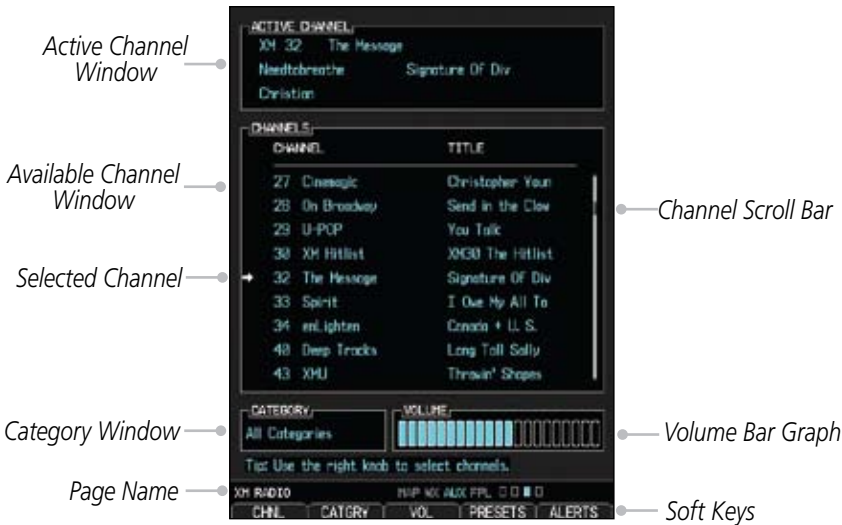 ACTIVE CHANNEL
XM 32 The Message
Needtobreathe Signature Of Div
Christian
Active Channel
Window
CHANNELS
CHANNEL TITLE
27 Cinemagic Christopher Youn
28 On Broadway Send in the Clow
29 U-POP You Talk
30 XM Hitlist XM30 The Hitlist
32 The Message Signature Of Div
33 Spirit I Owe My All To
34 enLighten Canada + U. S.
40 Deep Tracks Long Tall Sally
43 XMU Throwin' Shapes
Available Channel
Window
Channel Scroll Bar
Selected Channel
CATEGORY
All Categories
VOLUME
Category Window
Volume Bar Graph
Tip: Use the right knob to select channels.
Page Name
XM RADIO MAP WX AUX FPL
CHNL CATGRY VOL PRESETS ALERTS
Soft Keys